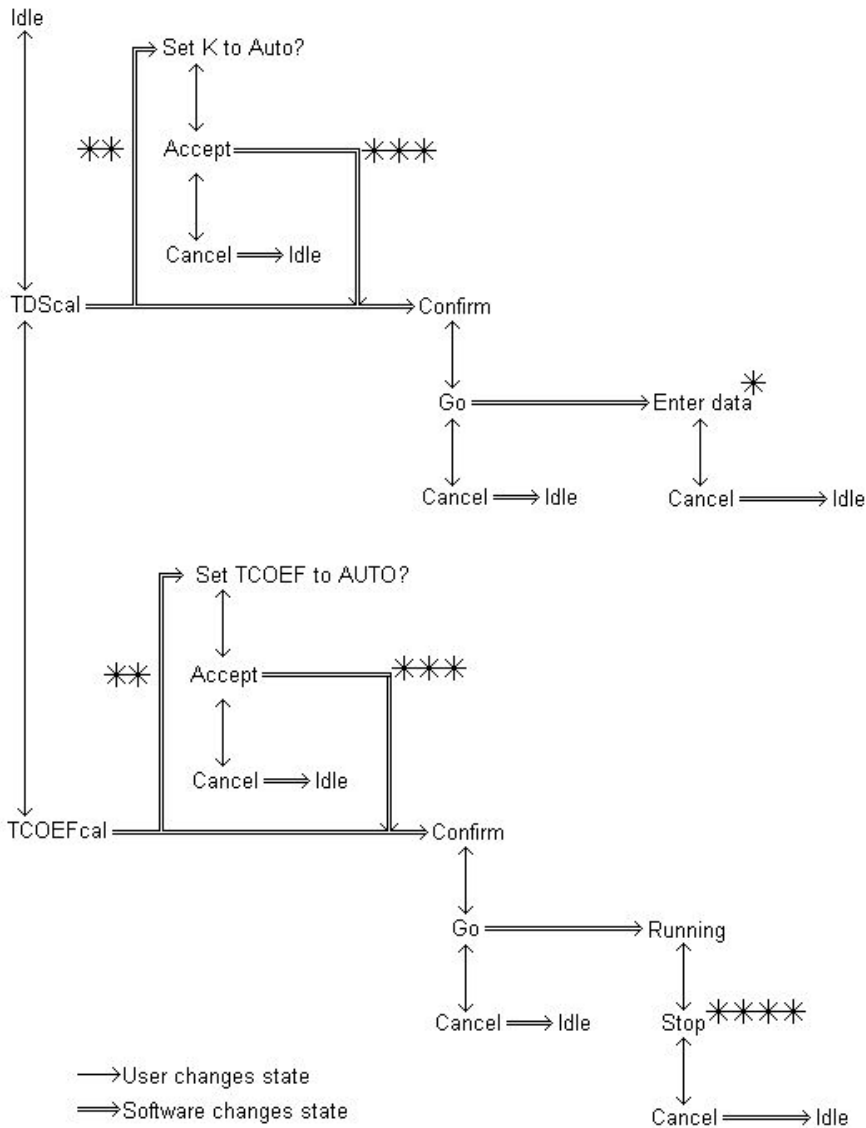 Idle
Set K to Auto?
** Accept ***
Cancel Idle
TDScal Confirm
Go Enter data*
Cancel Idle Cancel Idle
Set TCOEF to AUTO?
** Accept ***
Cancel Idle
TCOEFcal Confirm
Go Running
Cancel Idle Stop****
User changes state
Software changes state Cancel Idle